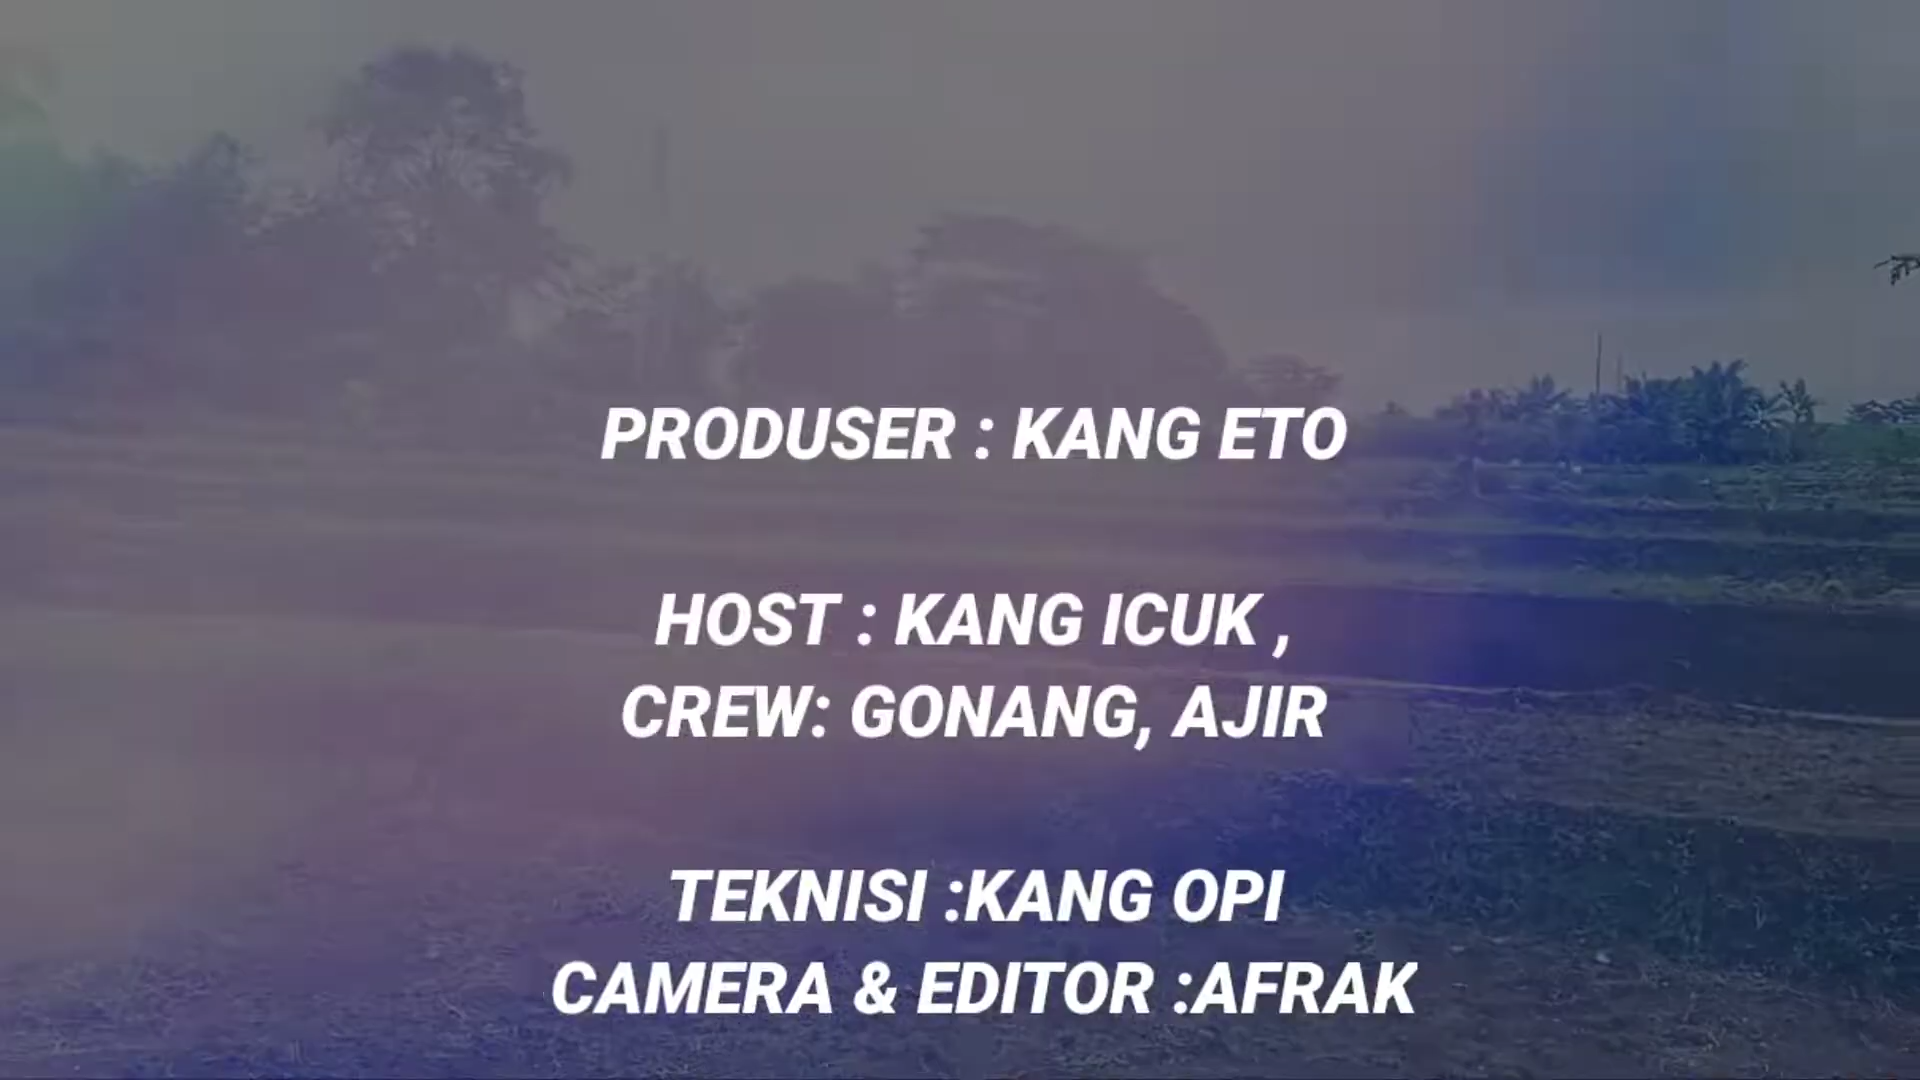 PRODUSER : KANG ETO
HOST : KANG ICUK ,
CREW: GONANG, AJIR
TEKNISI :KANG OPI
CAMERA & EDITOR :AFRAK